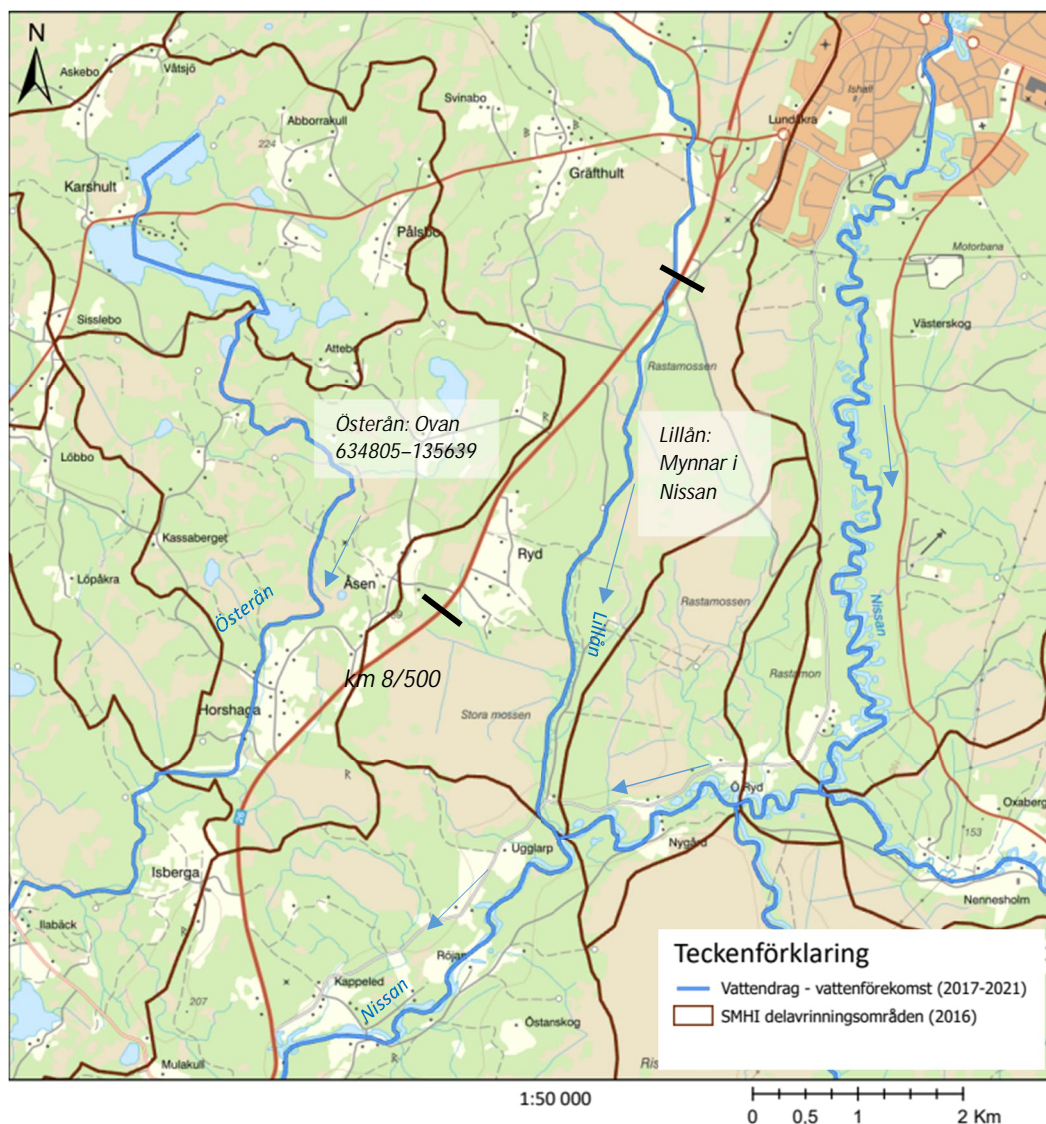 N
Askebo
Våtsjö
Svinabo
Abborrakull
224
Ishall
Lundåkra
Karshult
Gräfthult
Pålsbo
Motorbana
Sisslebo
Västerskog
Attebo
Rastamossen
Österån: Ovan
634805–135639
Lillån:
Mynnar i
Nissan
Löbbo
Kassaberget
Ryd
Löpåkra
Åsen
Österån
Rastamossen
Nissan
Lillån
km 8/500
Rastamon
Horshaga
Stora mossen
Ö Ryd
Oxaberg
Ugglarp
Nygård
153
Isberga
Nennesholm
Ilabäck
Röjan
Kappeled
Nissan
207
Östanskog
Mulakull
Teckenförklaring
Vattendrag - vattenförekomst (2017-2021)
SMHI delavrinningsområden (2016)
1:50 000
0 0,5 1 2 Km